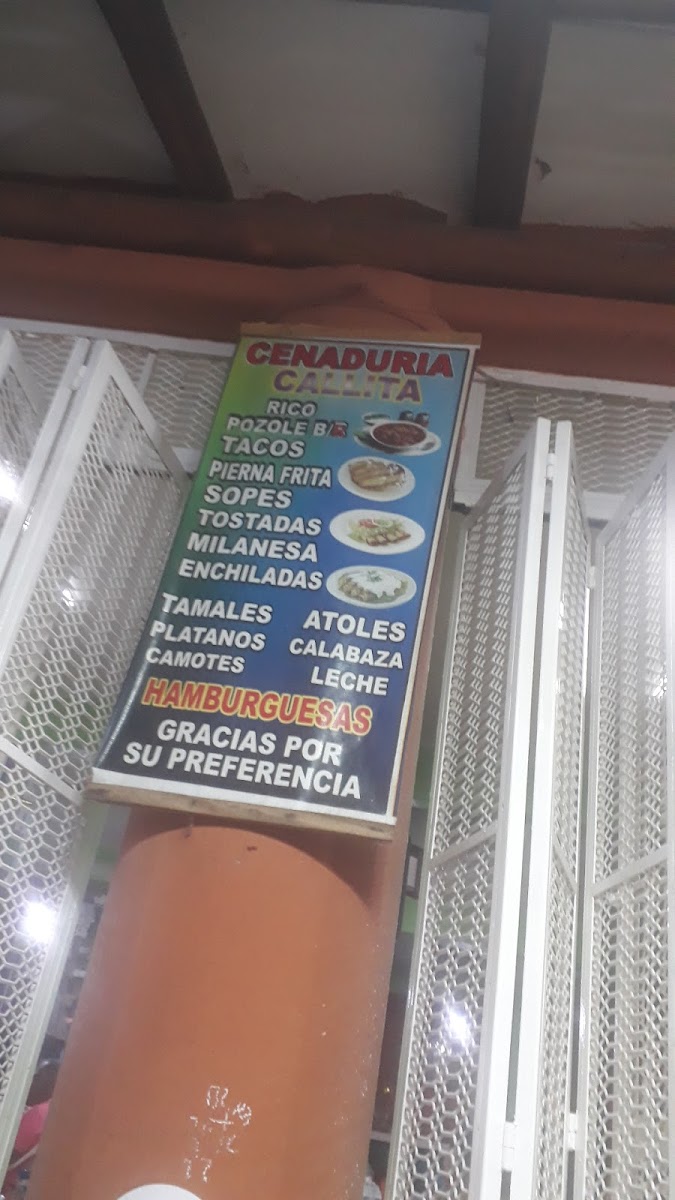 CENADURIA
CALLITA
RICO
POZOLE B/R
TACOS
PIERNA FRITA
SOPES
TOSTADAS
MILANESA
ENCHILADAS
TAMALES ATOLES
PLATANOS CALABAZA
CAMOTES LECHE
HAMBURGUESAS
GRACIAS POR
SU PREFERENCIA